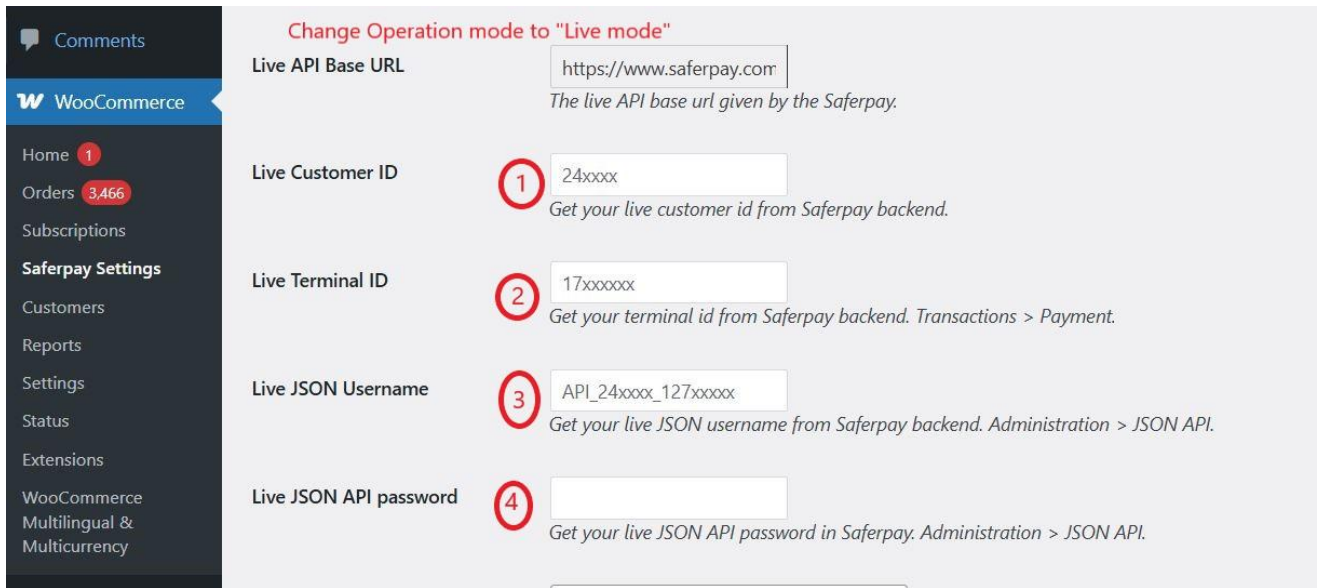 Comments
WooCommerce
Home 1
Orders 3,466
Subscriptions
Saferpay Settings
Customers
Reports
Settings
Status
Extensions
WooCommerce
Multilingual &
Multicurrency
Change Operation mode to "Live mode"
Live API Base URL
https://www.saferpay.com
The live API base url given by the Saferpay.
Live Customer ID
1
24xxxx
Get your live customer id from Saferpay backend.
Live Terminal ID
2
17xxxxxx
Get your terminal id from Saferpay backend. Transactions > Payment.
Live JSON Username
3
API_24xxxx_127xxxxx
Get your live JSON username from Saferpay backend. Administration > JSON API.
Live JSON API password
4
Get your live JSON API password in Saferpay. Administration > JSON API.